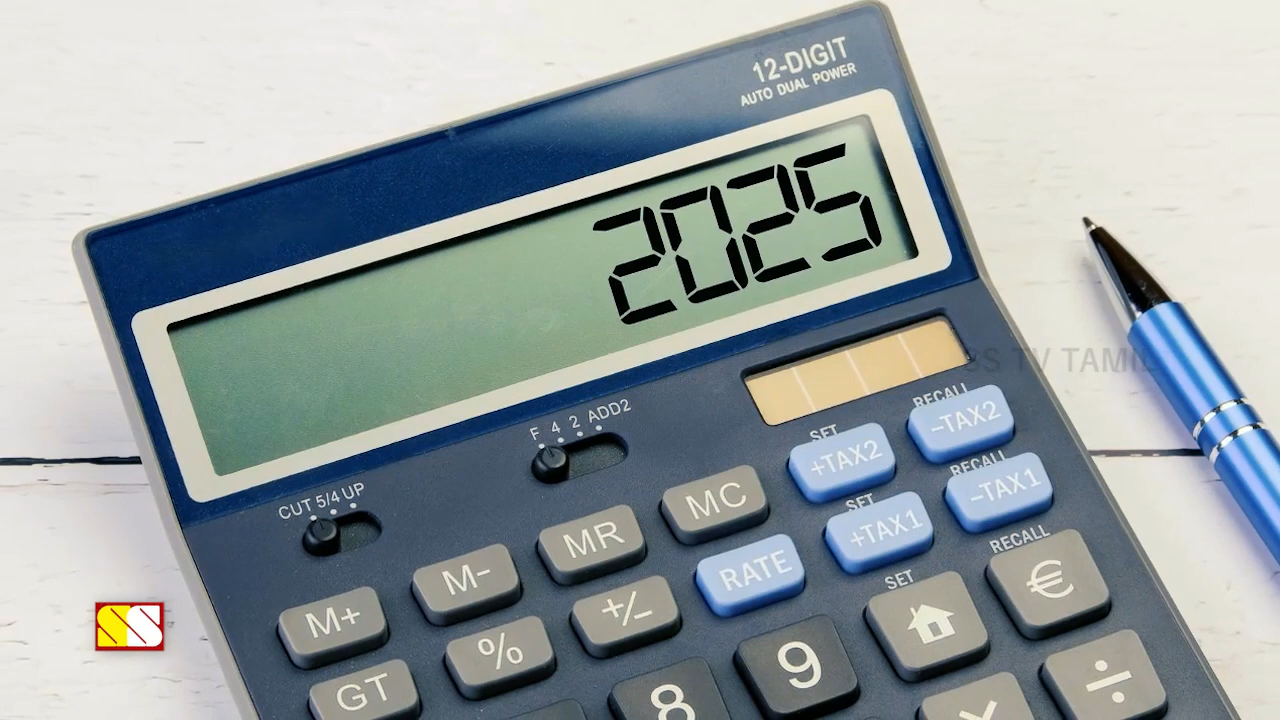 12-DIGIT
AUTO DUAL POWER
2025
SS TV TAMIL
F 4 2 ADD2
CUT 5/4 UP
RECALL
-TAX2
SET
+TAX2
RECALL
-TAX1
SET
+TAX1
MC
MR
M-
M+
RATE
+/-
%
GT
RECALL
€
SET
9
8
÷
×
SS